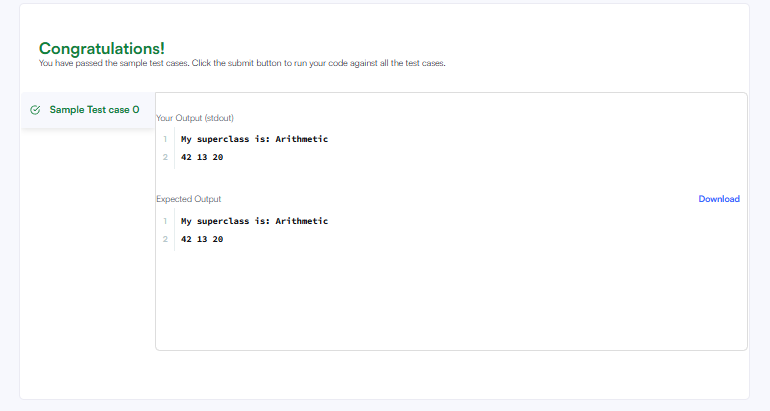 Congratulations!
You have passed the sample test cases. Click the submit button to run your code against all the test cases.
Sample Test case 0
Your Output (stdout)
1 My superclass is: Arithmetic
2 42 13 20
Expected Output Download
1 My superclass is: Arithmetic
2 42 13 20